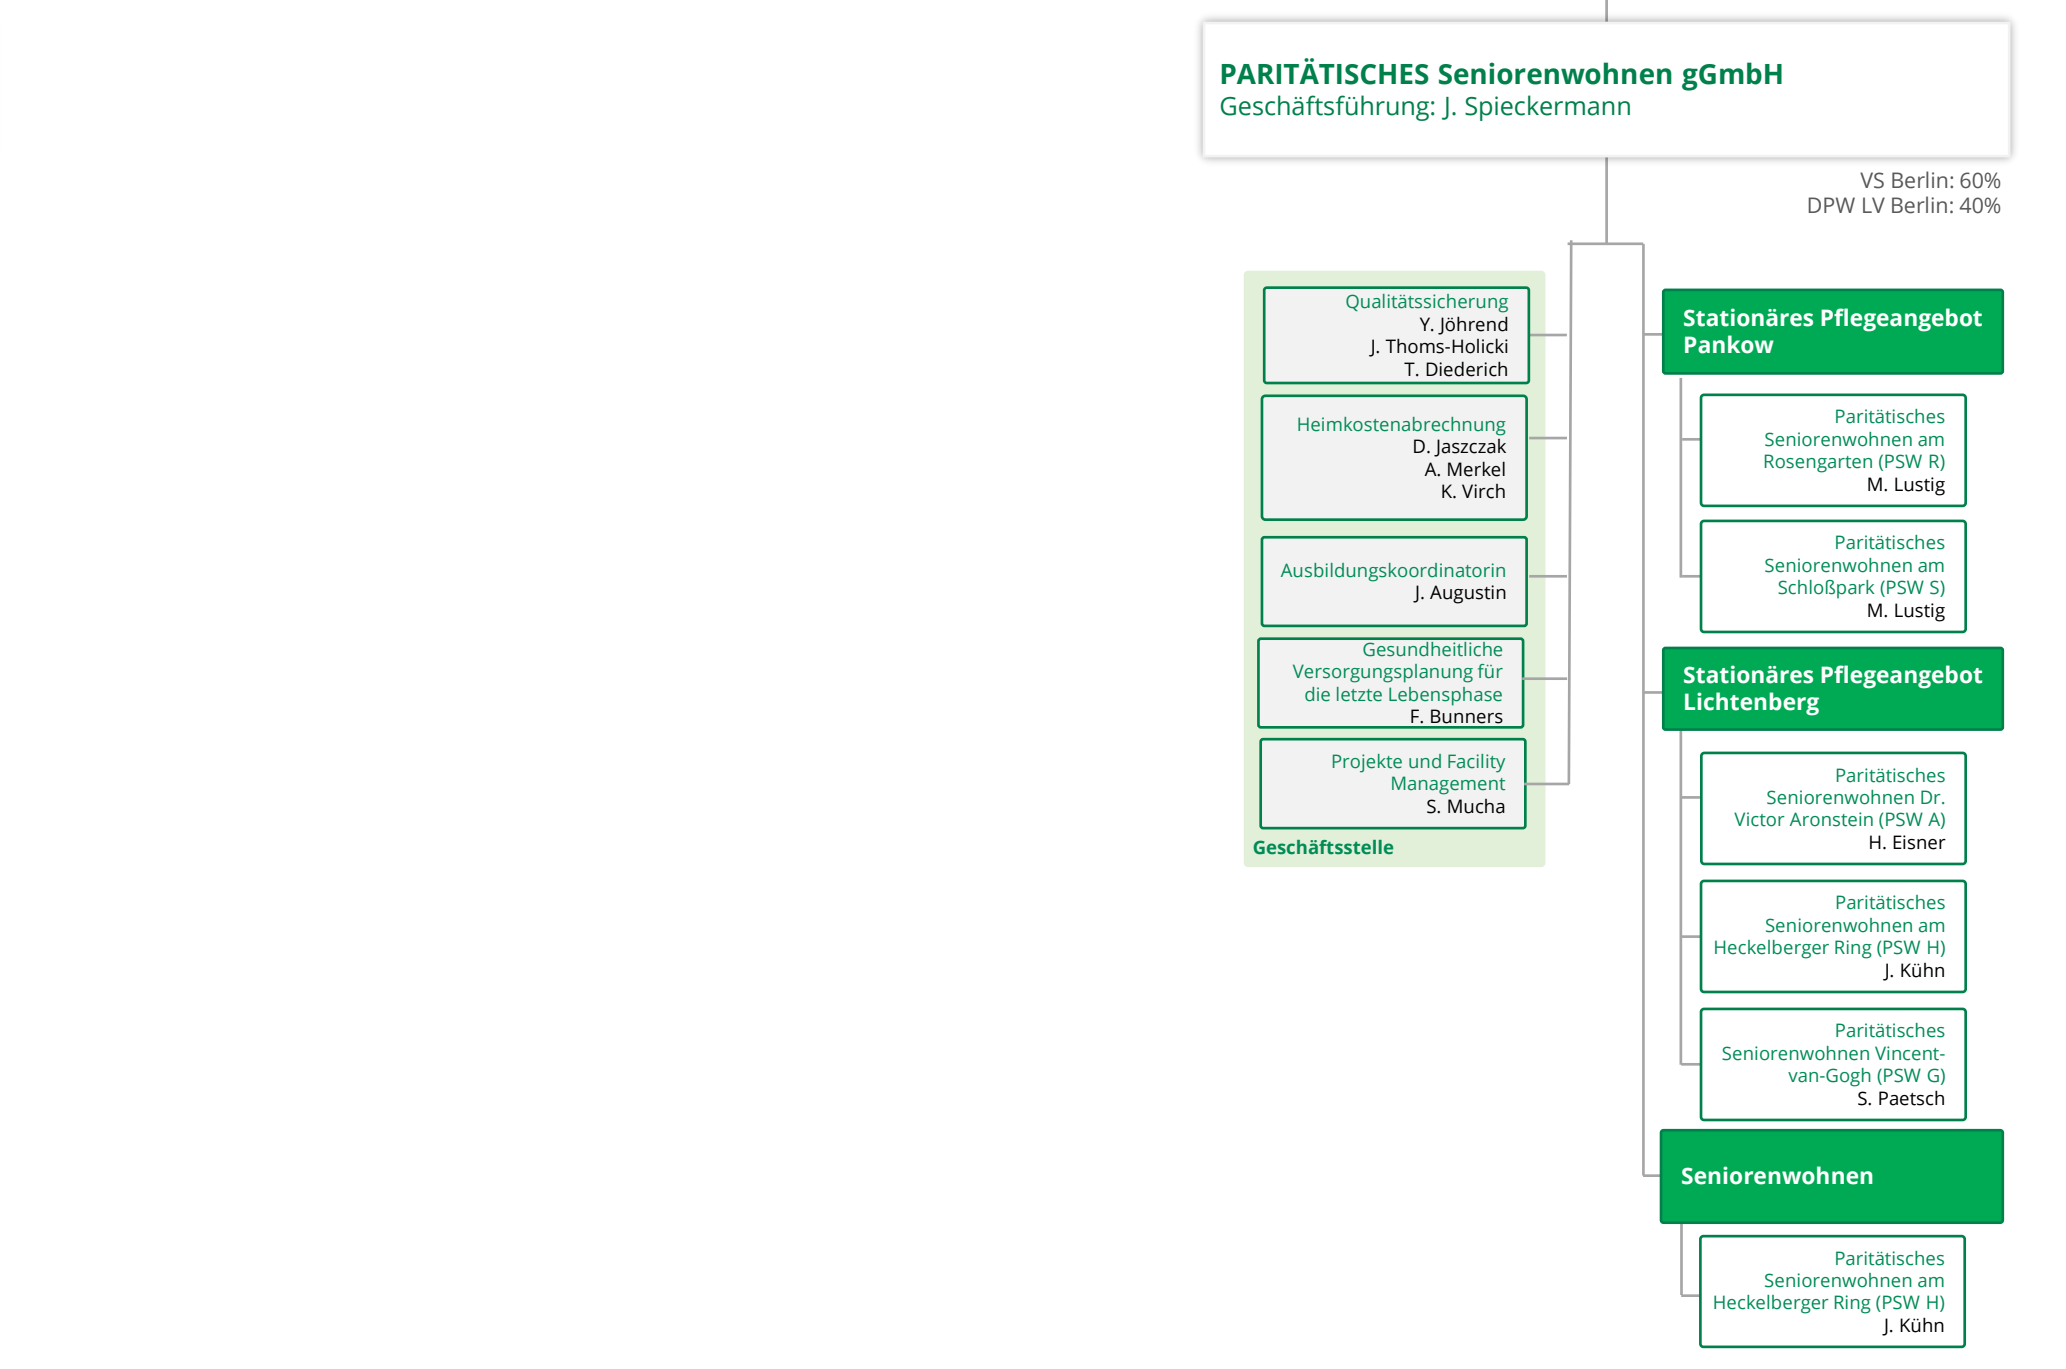 PARITÄTISCHES Seniorenwohnen gGmbH
Geschäftsführung: J. Spieckermann
VS Berlin: 60%
DPW LV Berlin: 40%
Qualitätssicherung
Y. Jöhrend
J. Thoms-Holicki
T. Diederich
Heimkostenabrechnung
D. Jaszczak
A. Merkel
K. Virch
Ausbildungskoordinatorin
J. Augustin
Gesundheitliche
Versorgungsplanung für
die letzte Lebensphase
F. Bunners
Projekte und Facility
Management
S. Mucha
Geschäftsstelle
Stationäres Pflegeangebot
Pankow
Paritätisches
Seniorenwohnen am
Rosengarten (PSW R)
M. Lustig
Paritätisches
Seniorenwohnen am
Schloßpark (PSW S)
M. Lustig
Stationäres Pflegeangebot
Lichtenberg
Paritätisches
Seniorenwohnen Dr.
Victor Aronstein (PSW A)
H. Eisner
Paritätisches
Seniorenwohnen am
Heckelberger Ring (PSW H)
J. Kühn
Paritätisches
Seniorenwohnen Vincent-
van-Gogh (PSW G)
S. Paetsch
Seniorenwohnen
Paritätisches
Seniorenwohnen am
Heckelberger Ring (PSW H)
J. Kühn